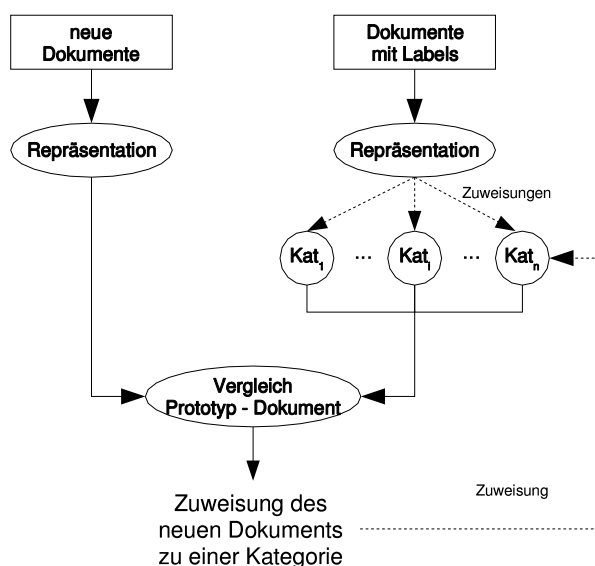 neue
Dokumente
Dokumente
mit Labels
Repräsentation
Repräsentation
Zuweisungen
Kat1 ... Kati ... Katn
Vergleich
Prototyp - Dokument
Zuweisung
Zuweisung des
neuen Dokuments
zu einer Kategorie